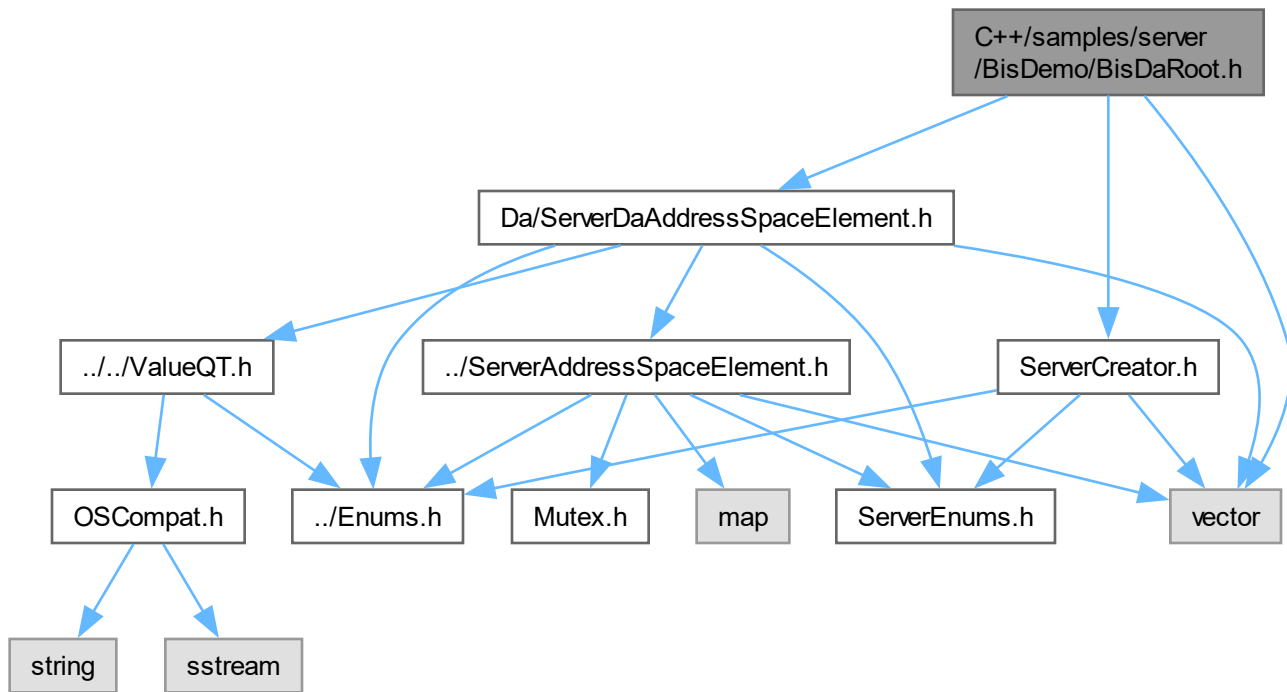 C++/samples/server
/BisDemo/BisDaRoot.h
Da/ServerDaAddressSpaceElement.h
../../ValueQT.h
../ServerAddressSpaceElement.h
ServerCreator.h
OSCompat.h
../Enums.h
Mutex.h
map
ServerEnums.h
vector
string
sstream